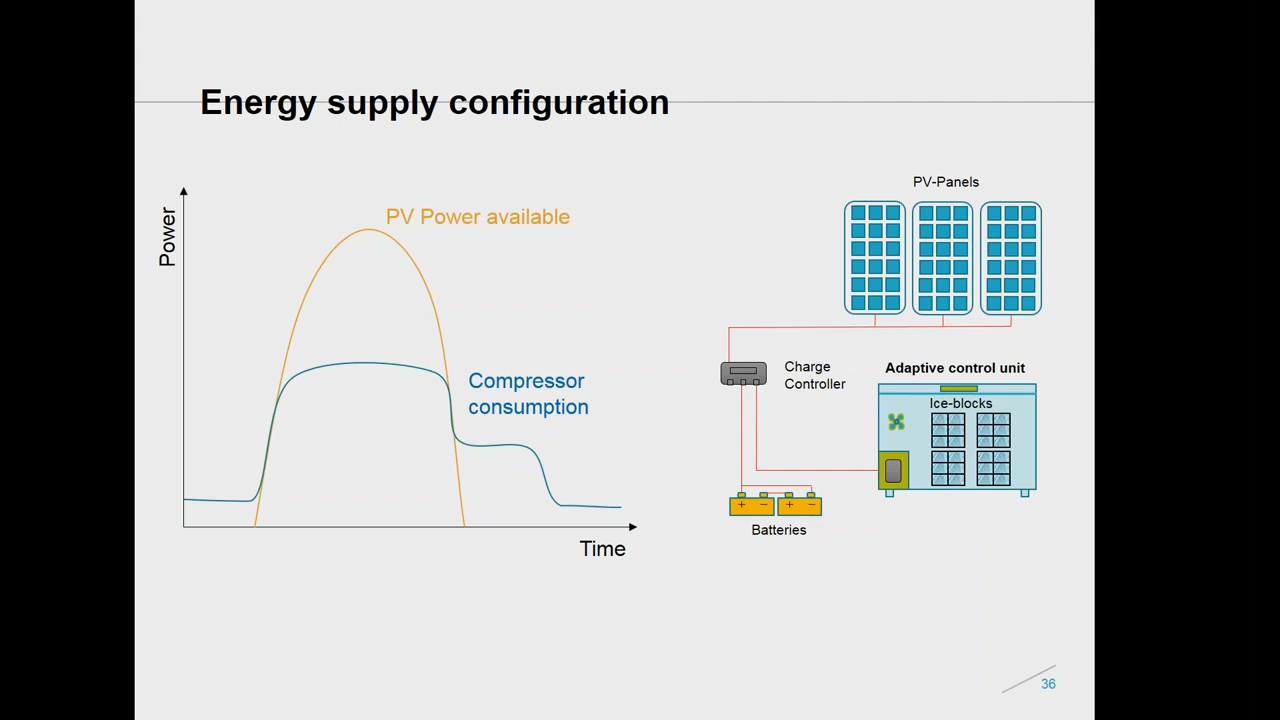 Energy supply configuration
Power
PV Power available
Compressor
consumption
Time
PV-Panels
Charge
Controller
Adaptive control unit
Ice-blocks
+ − + −
Batteries
36